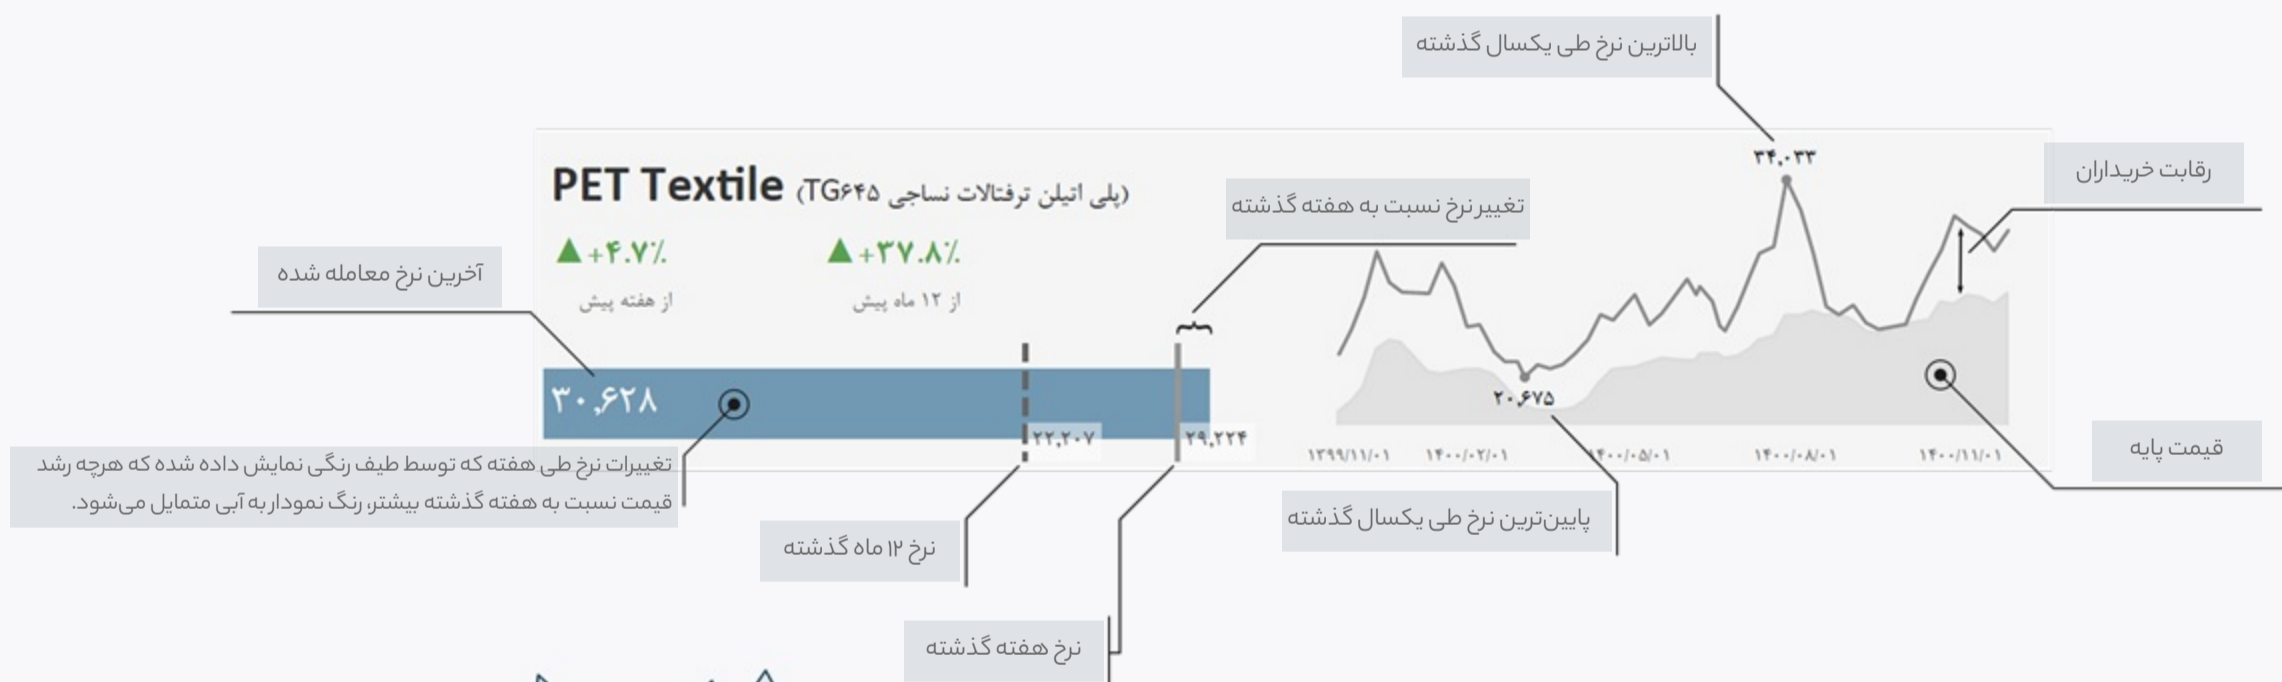 بالاترین نرخ طی یکسال گذشته
۳۴,۰۳۳
رقابت خریداران
PET Textile (پلی اتیلن ترفتالات نساجی TG۶۴۵)
تغییر نرخ نسبت به هفته گذشته
▲+۴.۷٪
▲+۳۷.۸٪
از هفته پیش
از ۱۲ ماه پیش
آخرین نرخ معامله شده
۳۰,۶۲۸
۲۲,۲۰۷
۲۹,۲۲۴
۲۰,۶۷۵
قیمت پایه
۱۳۹۹/۱۱/۰۱
۱۴۰۰/۰۲/۰۱
۱۴۰۰/۰۵/۰۱
۱۴۰۰/۰۸/۰۱
۱۴۰۰/۱۱/۰۱
تغییرات نرخ طی هفته که توسط طیف رنگی نمایش داده شده که هرچه رشد
قیمت نسبت به هفته گذشته بیشتر، رنگ نمودار به آبی متمایل می‌شود.
پایین‌ترین نرخ طی یکسال گذشته
نرخ ۱۲ ماه گذشته
نرخ هفته گذشته